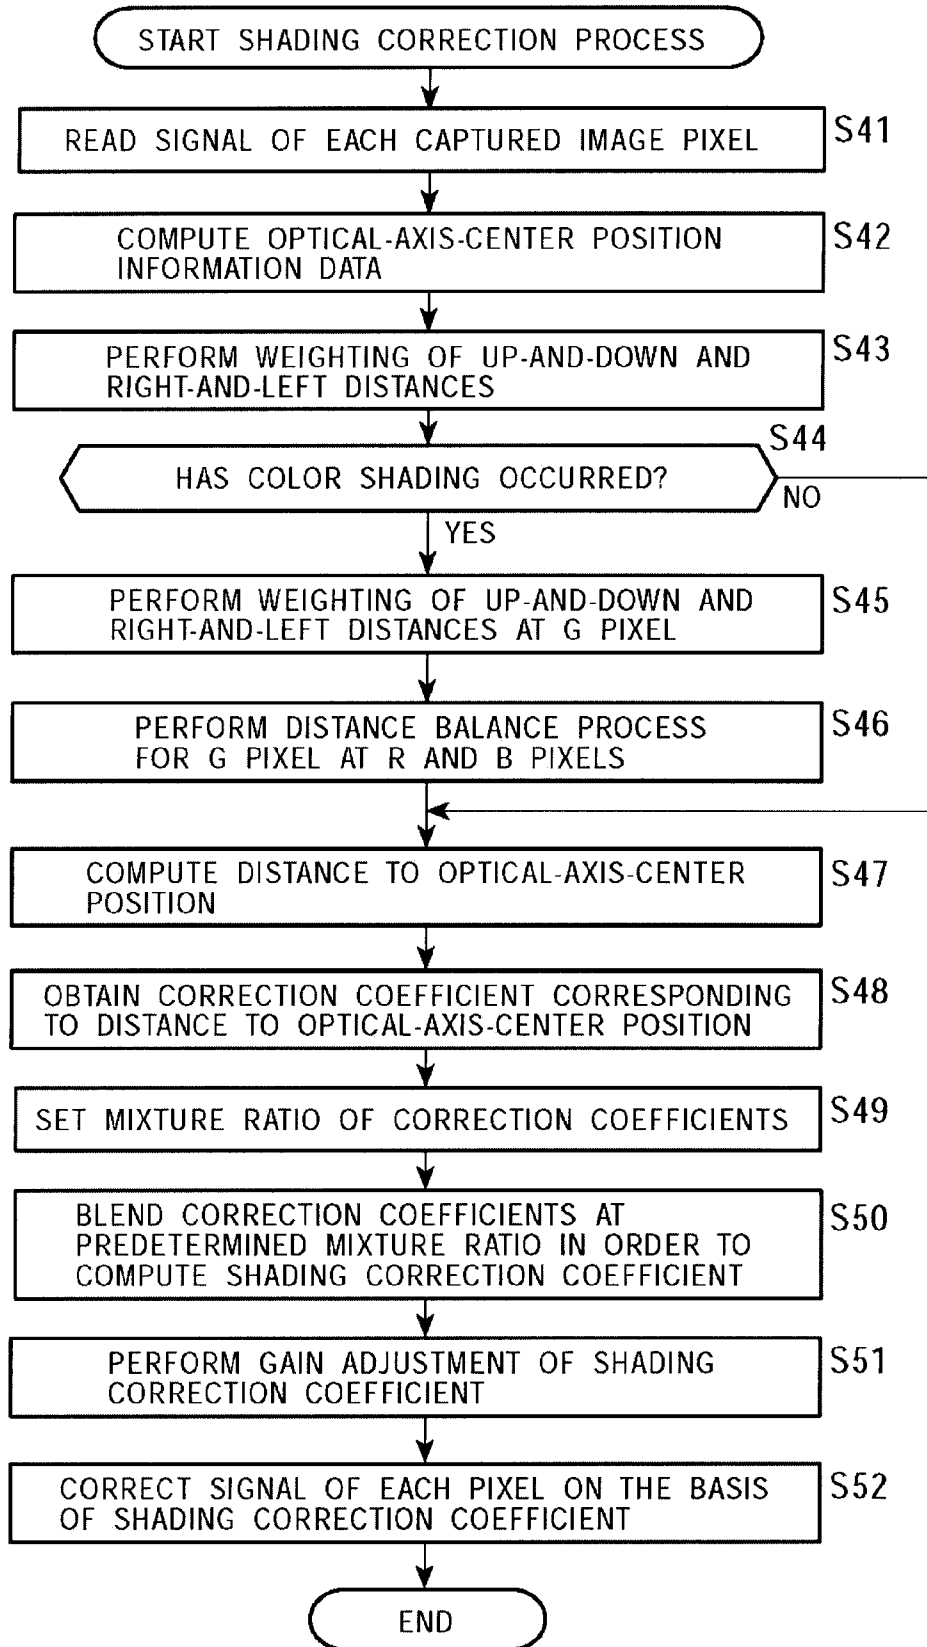 START SHADING CORRECTION PROCESS
READ SIGNAL OF EACH CAPTURED IMAGE PIXEL
S41
COMPUTE OPTICAL-AXIS-CENTER POSITION
INFORMATION DATA
S42
PERFORM WEIGHTING OF UP-AND-DOWN AND
RIGHT-AND-LEFT DISTANCES
S43
S44
HAS COLOR SHADING OCCURRED?
NO
YES
PERFORM WEIGHTING OF UP-AND-DOWN AND
RIGHT-AND-LEFT DISTANCES AT G PIXEL
S45
PERFORM DISTANCE BALANCE PROCESS
FOR G PIXEL AT R AND B PIXELS
S46
COMPUTE DISTANCE TO OPTICAL-AXIS-CENTER
POSITION
S47
OBTAIN CORRECTION COEFFICIENT CORRESPONDING
TO DISTANCE TO OPTICAL-AXIS-CENTER POSITION
S48
SET MIXTURE RATIO OF CORRECTION COEFFICIENTS
S49
BLEND CORRECTION COEFFICIENTS AT
PREDETERMINED MIXTURE RATIO IN ORDER TO
COMPUTE SHADING CORRECTION COEFFICIENT
S50
PERFORM GAIN ADJUSTMENT OF SHADING
CORRECTION COEFFICIENT
S51
CORRECT SIGNAL OF EACH PIXEL ON THE BASIS
OF SHADING CORRECTION COEFFICIENT
S52
END